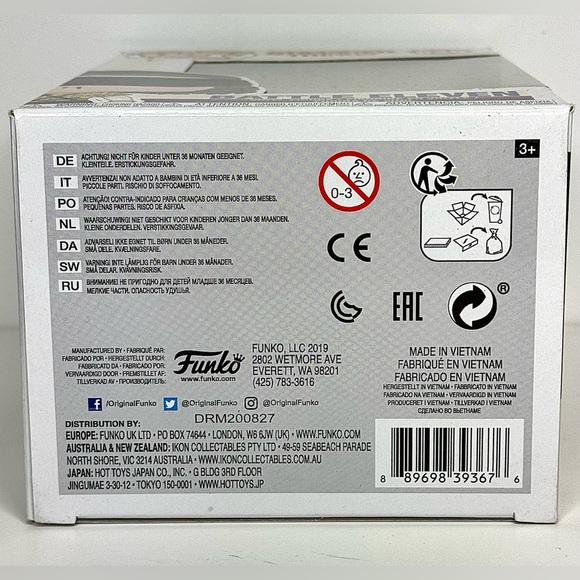 BATTLE ELEVEN
3+
DE ACHTUNG! NICHT FÜR KINDER UNTER 36 MONATEN GEEIGNET.
KLEINTEILE. ERSTICKUNGSGEFAHR.
IT AVVERTENZA! NON ADATTO A BAMBINI DI ETÀ INFERIORE A 36 MESI.
PICCOLE PARTI. RISCHIO DI SOFFOCAMENTO.
PO ATENÇÃO! CONTRA-INDICADO PARA CRIANÇAS COM MENOS DE 36 MESES.
PEQUENAS PARTES. RISCO DE ASFIXIA.
NL WAARSCHUWING! NIET GESCHIKT VOOR KINDEREN JONGER DAN 36 MAANDEN.
KLEINE ONDERDELEN. VERSTIKKINGSGEVAAR.
DA ADVARSEL! IKKE EGNET TIL BØRN UNDER 36 MÅNEDER.
SMÅ DELE. KVÆLNINGSFARE.
SW VARNING! INTE LÄMPLIG FÖR BARN UNDER 36 MÅNADER.
SMÅ DELAR. KVÄVNINGSRISK.
RU ВНИМАНИЕ! НЕ ПРИГОДНО ДЛЯ ДЕТЕЙ МЛАДШЕ 36 МЕСЯЦЕВ.
МЕЛКИЕ ЧАСТИ. ОПАСНОСТЬ УДУШЬЯ.
0-3
CE
EAC
®
MANUFACTURED BY • FABRIQUÉ PAR:
FABRICADO POR • HERGESTELLT DURCH:
FABBRICATO DA • FABRICADO POR:
VERVAARDIGD DOOR • FREMSTILLET AF:
TILLVERKAD AV • ПРОИЗВОДИТЕЛЬ:
Funko
www.funko.com
FUNKO, LLC 2019
2802 WETMORE AVE
EVERETT, WA 98201
(425) 783-3616
MADE IN VIETNAM
FABRIQUÉ EN VIETNAM
FABRICADO EN VIETNAM
HERGESTELLT IN VIETNAM • FABBRICATO IN VIETNAM
FABRICADO NA VIETNAM • VERVAARDIGD IN VIETNAM
PRODUCERET I VIETNAM • TILLVERKAD I VIETNAM
СДЕЛАНО ВО ВЬЕТНАМЕ
/OriginalFunko @OriginalFunko @OriginalFunko
DRM200827
DISTRIBUTION BY:
EUROPE: FUNKO UK LTD • PO BOX 74644 • LONDON, W6 6JW (UK) • WWW.FUNKO.COM
AUSTRALIA & NEW ZEALAND: IKON COLLECTABLES PTY LTD • 49-59 SEABEACH PARADE
NORTH SHORE, VIC 3214 AUSTRALIA • WWW.IKONCOLLECTABLES.COM.AU
JAPAN: HOT TOYS JAPAN CO., INC. • G BLDG 3RD FLOOR
JINGUMAE 3-30-12 • TOKYO 150-0001 • WWW.HOTTOYS.JP
8 89698 39367 6